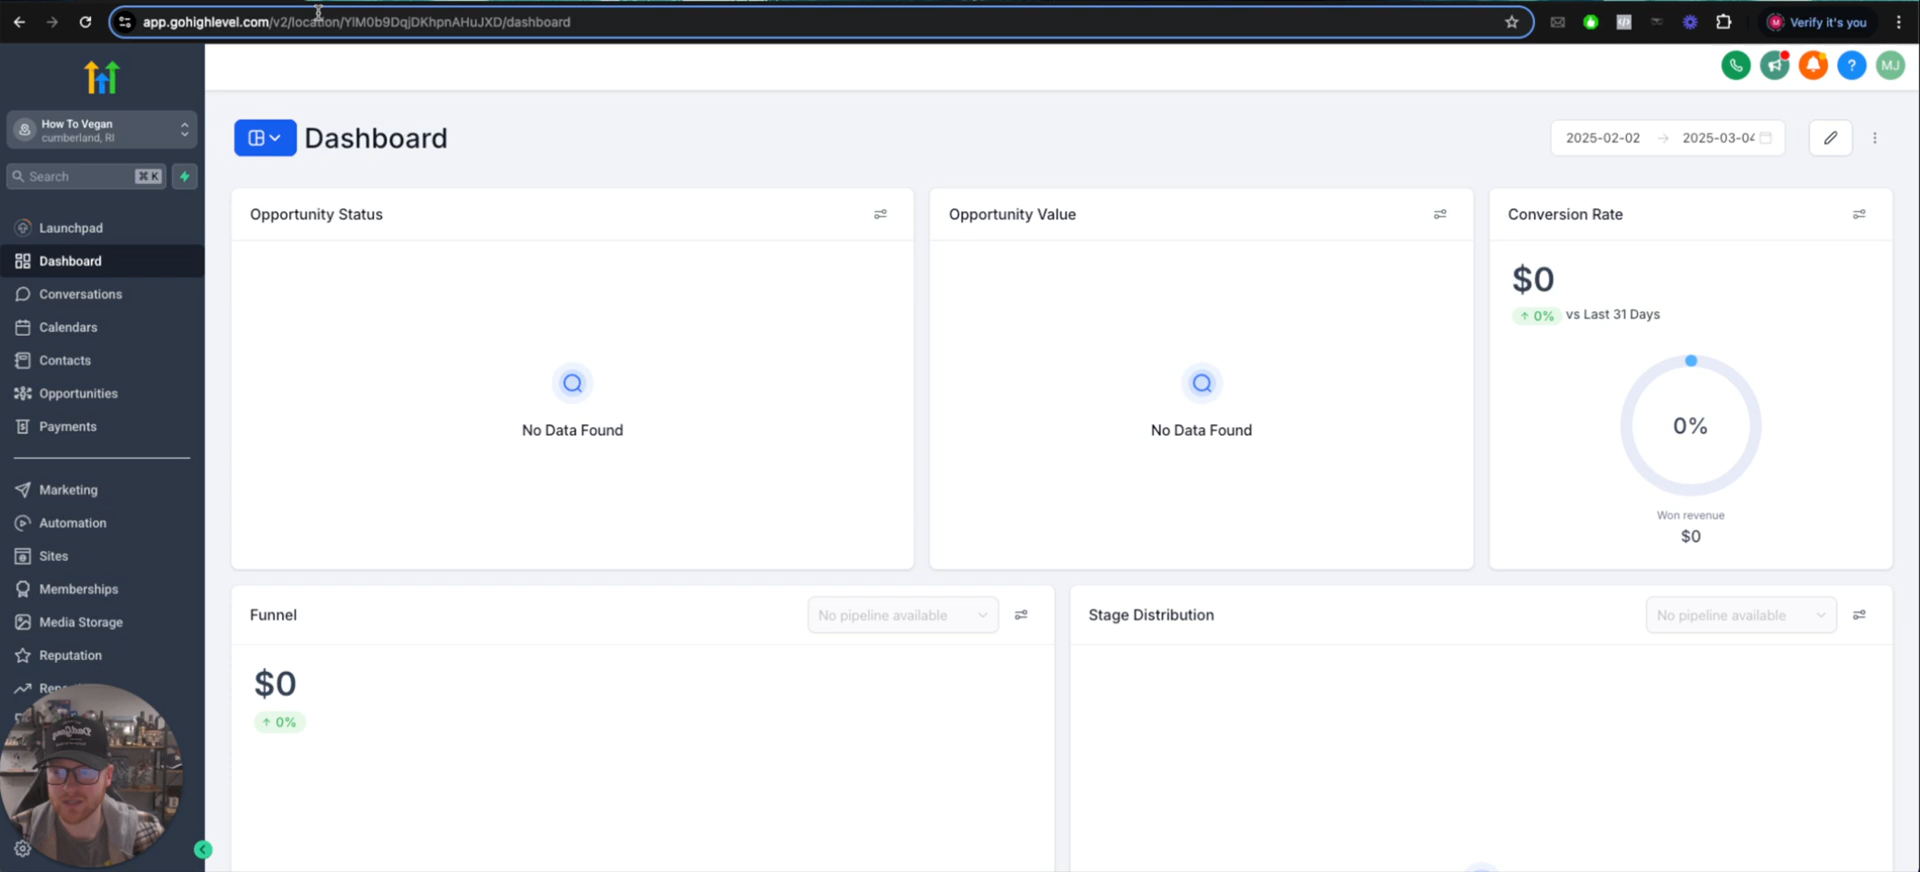 app.gohighlevel.com/v2/location/YlM0b9DqjDKhpnAHuJXD/dashboard
Verify it's you
MJ
How To Vegan
cumberland, RI
Search
⌘ K
Launchpad
Dashboard
Conversations
Calendars
Contacts
Opportunities
Payments
Marketing
Automation
Sites
Memberships
Media Storage
Reputation
Dashboard
2025-02-02 → 2025-03-04
Opportunity Status
No Data Found
Opportunity Value
No Data Found
Conversion Rate
$0
↑ 0% vs Last 31 Days
0%
Won revenue
$0
Funnel
No pipeline available
$0
↑ 0%
Stage Distribution
No pipeline available